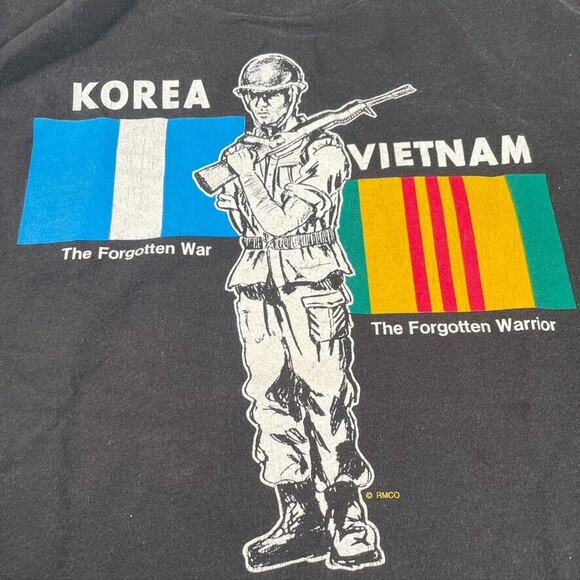 KOREA
VIETNAM
The Forgotten War
The Forgotten Warrior
© RMCO